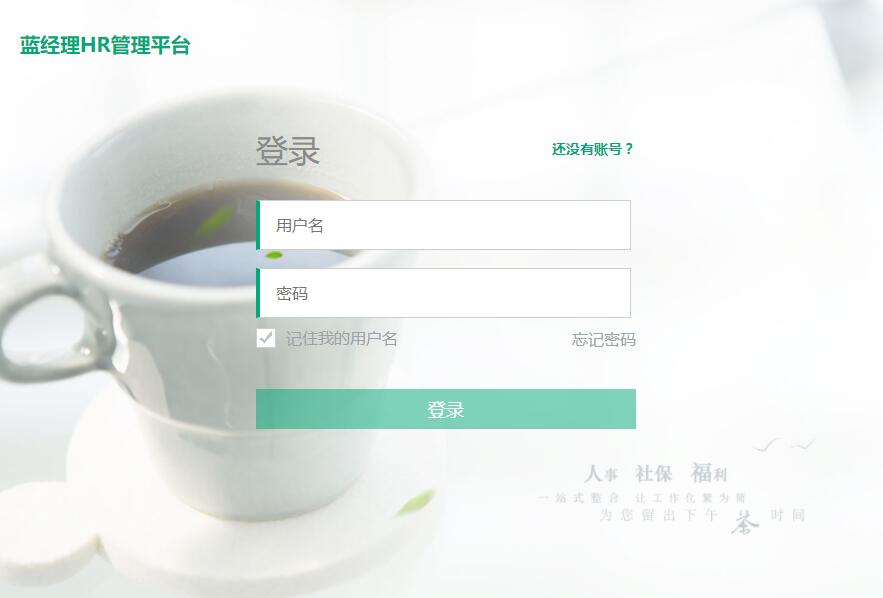 蓝经理HR管理平台
登录 还没有账号？
用户名
密码
记住我的用户名 忘记密码
登录
人事 社保 福利
一站式整合 让工作化繁为简
为您留出下午茶时间